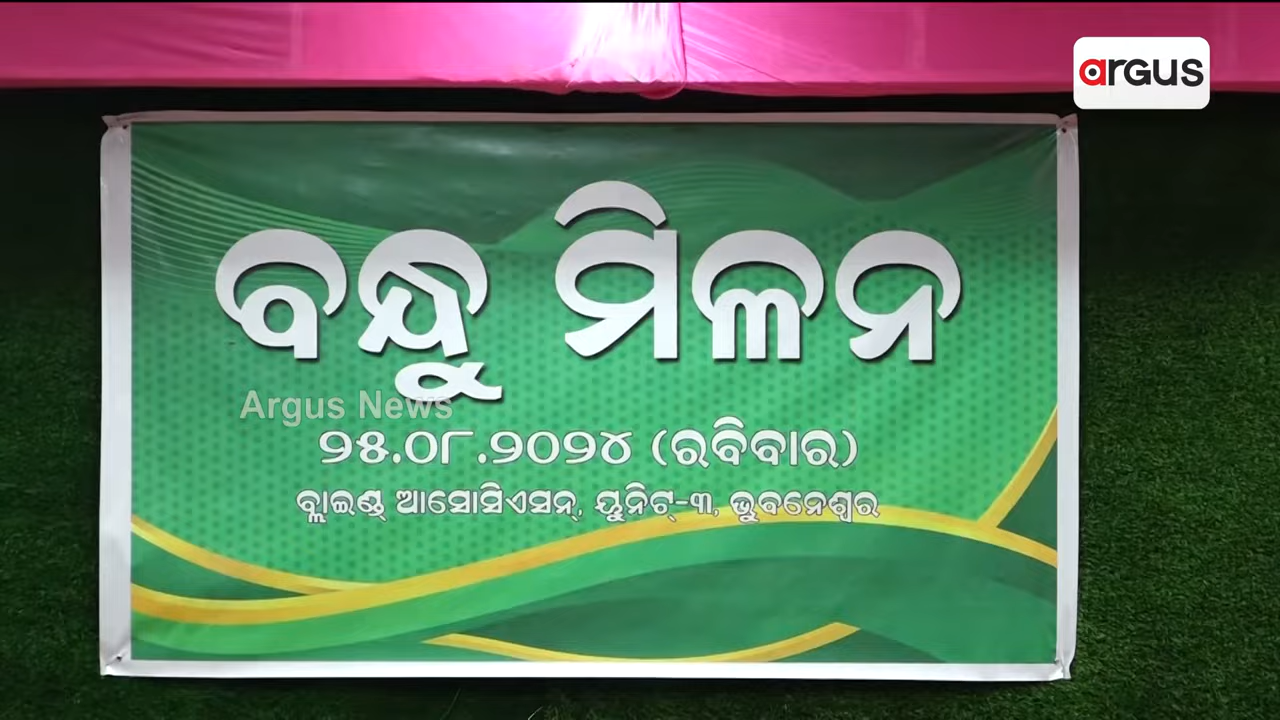 argus
ବନ୍ଧୁ ମିଳନ
Argus News
୨୫.୦୮.୨୦୨୪ (ରବିବାର)
ବ୍ଲାଇଣ୍ଡ୍ ଆସୋସିଏସନ୍, ୟୁନିଟ୍-୩, ଭୁବନେଶ୍ୱର